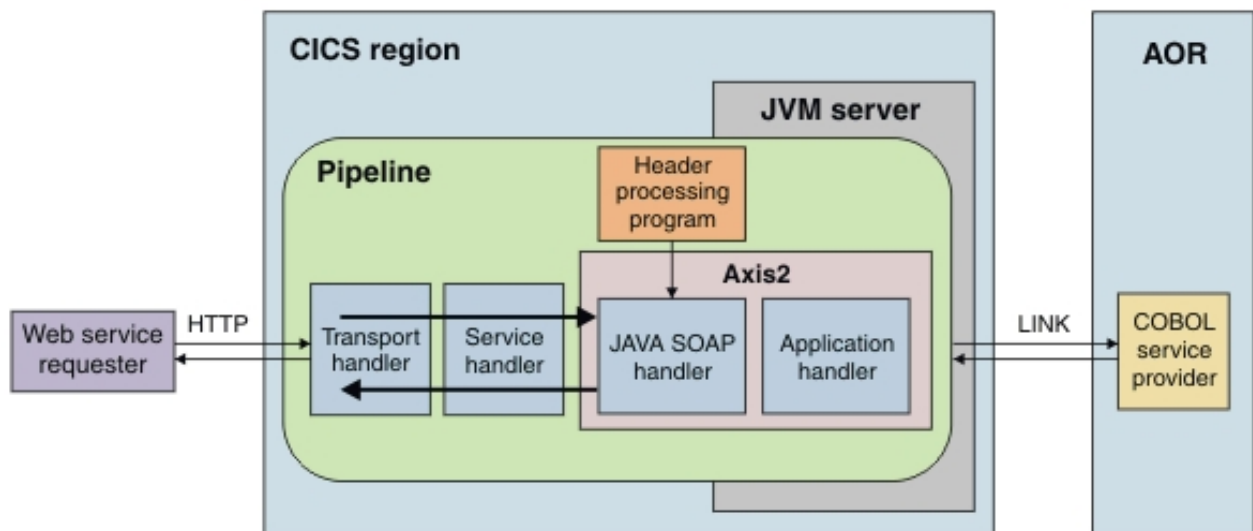 CICS region
AOR
JVM server
Pipeline
Header
processing
program
Axis2
Web service
requester
HTTP
Transport
handler
Service
handler
JAVA SOAP
handler
Application
handler
LINK
COBOL
service
provider